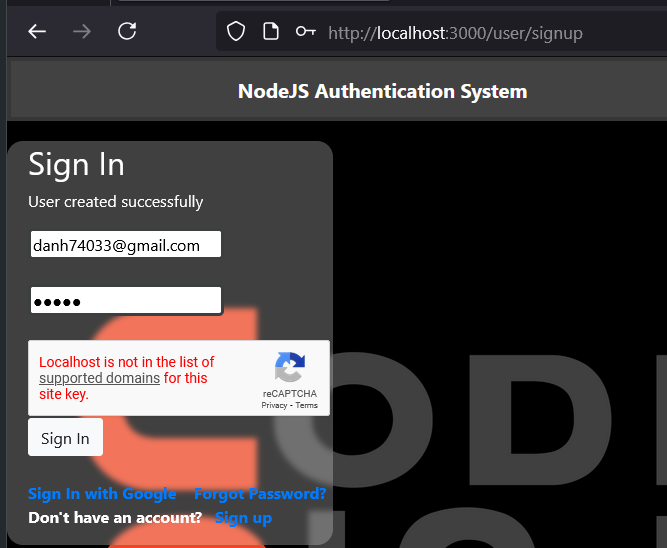 http://localhost:3000/user/signup
NodeJS Authentication System
Sign In
User created successfully
danh74033@gmail.com
●●●●●
Localhost is not in the list of
supported domains for this
site key.
reCAPTCHA
Privacy - Terms
Sign In
Sign In with Google Forgot Password?
Don't have an account? Sign up
ODE